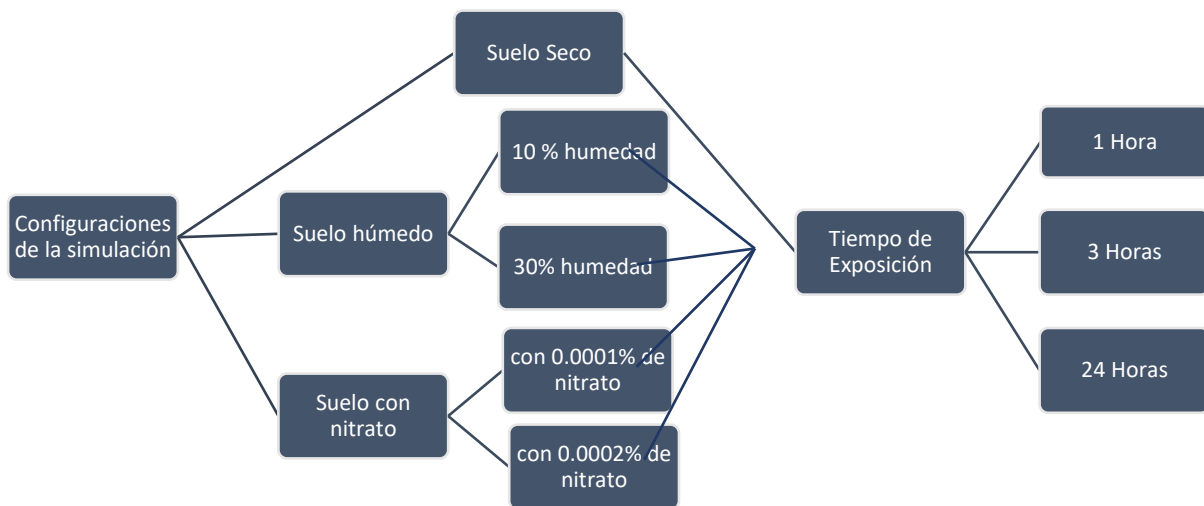 Suelo Seco
10 % humedad
1 Hora
Configuraciones
de la simulación
Suelo húmedo
Tiempo de
Exposición
3 Horas
30% humedad
con 0.0001% de
nitrato
24 Horas
Suelo con
nitrato
con 0.0002% de
nitrato